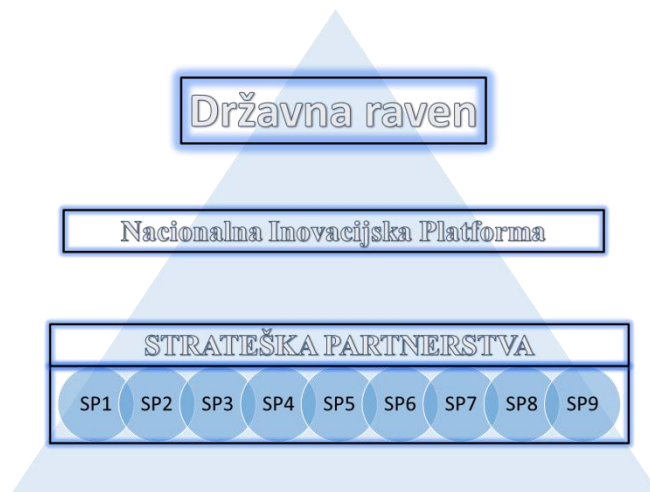 Državna raven
Nacionalna Inovacijska Platforma
STRATEŠKA PARTNERSTVA
SP1 SP2 SP3 SP4 SP5 SP6 SP7 SP8 SP9